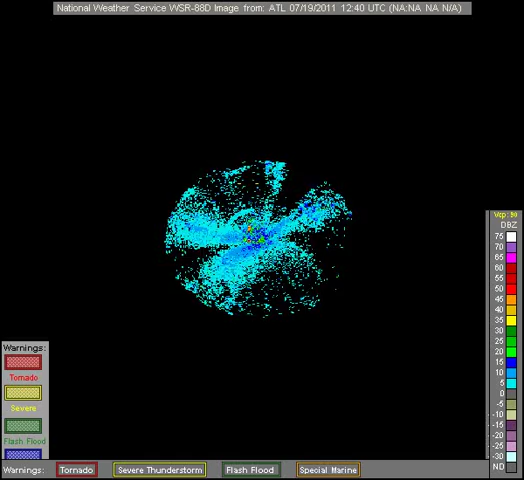 National Weather Service WSR-88D Image from: ATL 07/19/2011 12:40 UTC (NA:NA NA N/A)
DBZ
75
70
65
60
55
50
45
40
35
30
25
20
15
10
5
0
-5
-10
-15
-20
-25
-30
ND
Warnings:
Tornado
Severe
Flash Flood
Warnings:
Tornado
Severe Thunderstorm
Flash Flood
Special Marine